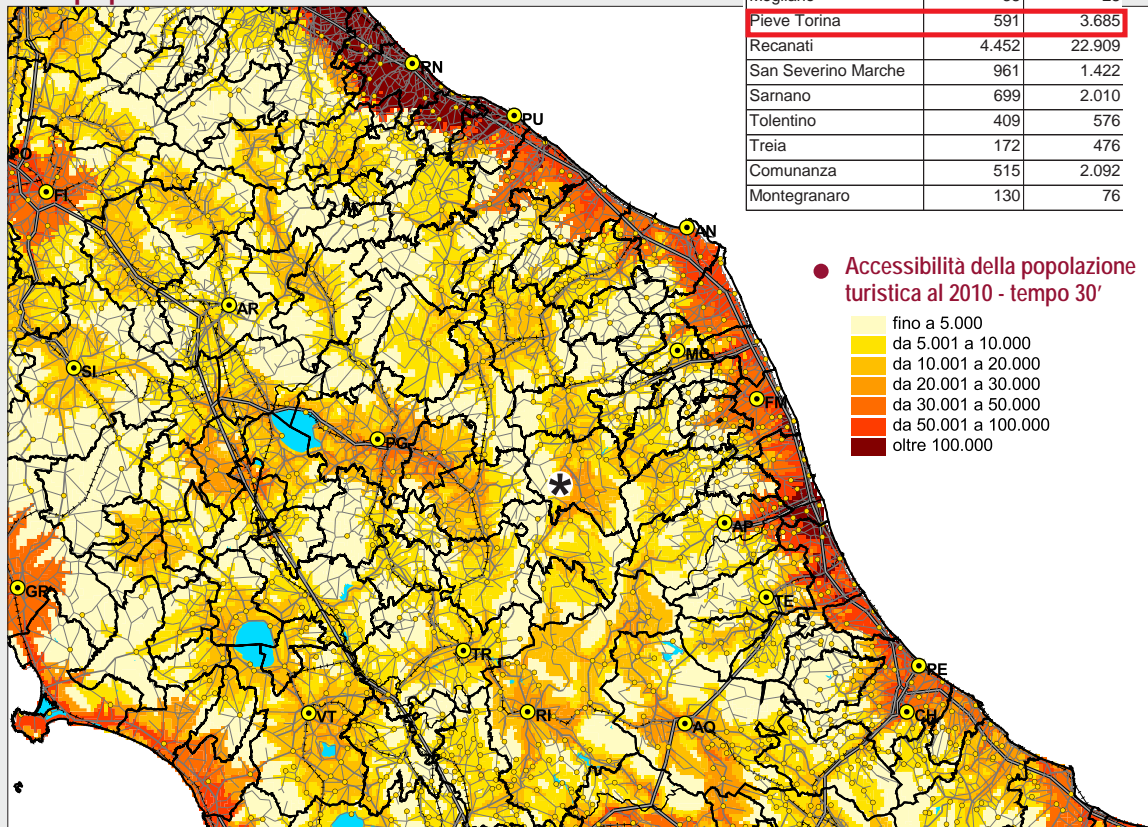 Pieve Torina 591 3.685
Recanati 4.452 22.909
San Severino Marche 961 1.422
Sarnano 699 2.010
Tolentino 409 576
Treia 172 476
Comunanza 515 2.092
Montegranaro 130 76
RN
PU
FI
AN
● Accessibilità della popolazione
turistica al 2010 - tempo 30′
AR
fino a 5.000
da 5.001 a 10.000
MC
da 10.001 a 20.000
SI
da 20.001 a 30.000
FM
da 30.001 a 50.000
da 50.001 a 100.000
PG
oltre 100.000
*
AP
GR
TE
TR
PE
VT
RI
AQ
CH